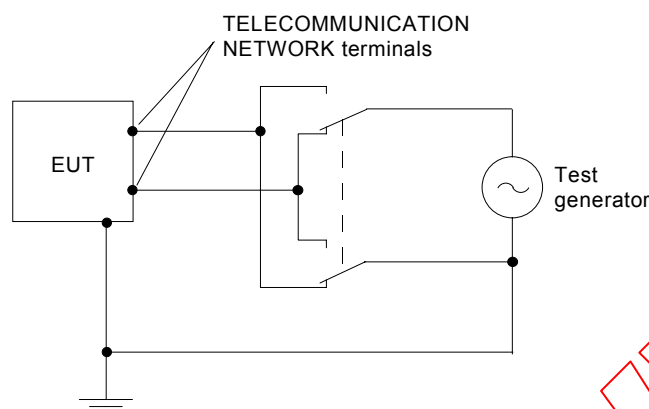 TELECOMMUNICATION
NETWORK terminals
EUT
Test
generator